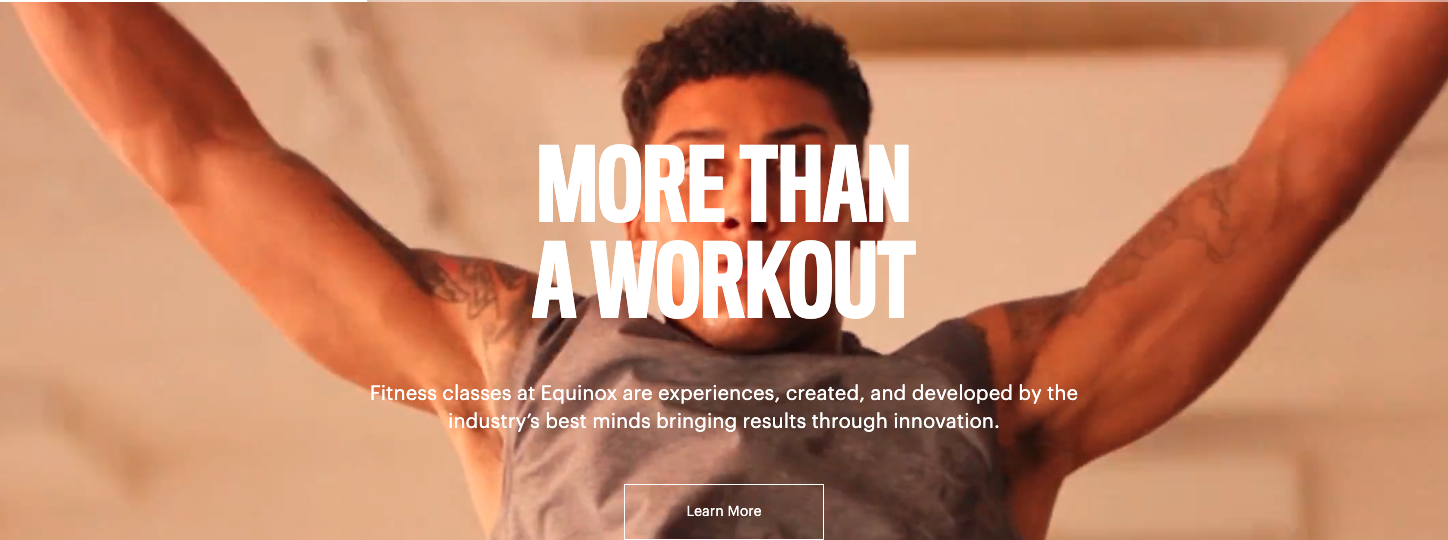 MORE THAN
A WORKOUT
Fitness classes at Equinox are experiences, created, and developed by the
industry’s best minds bringing results through innovation.
Learn More